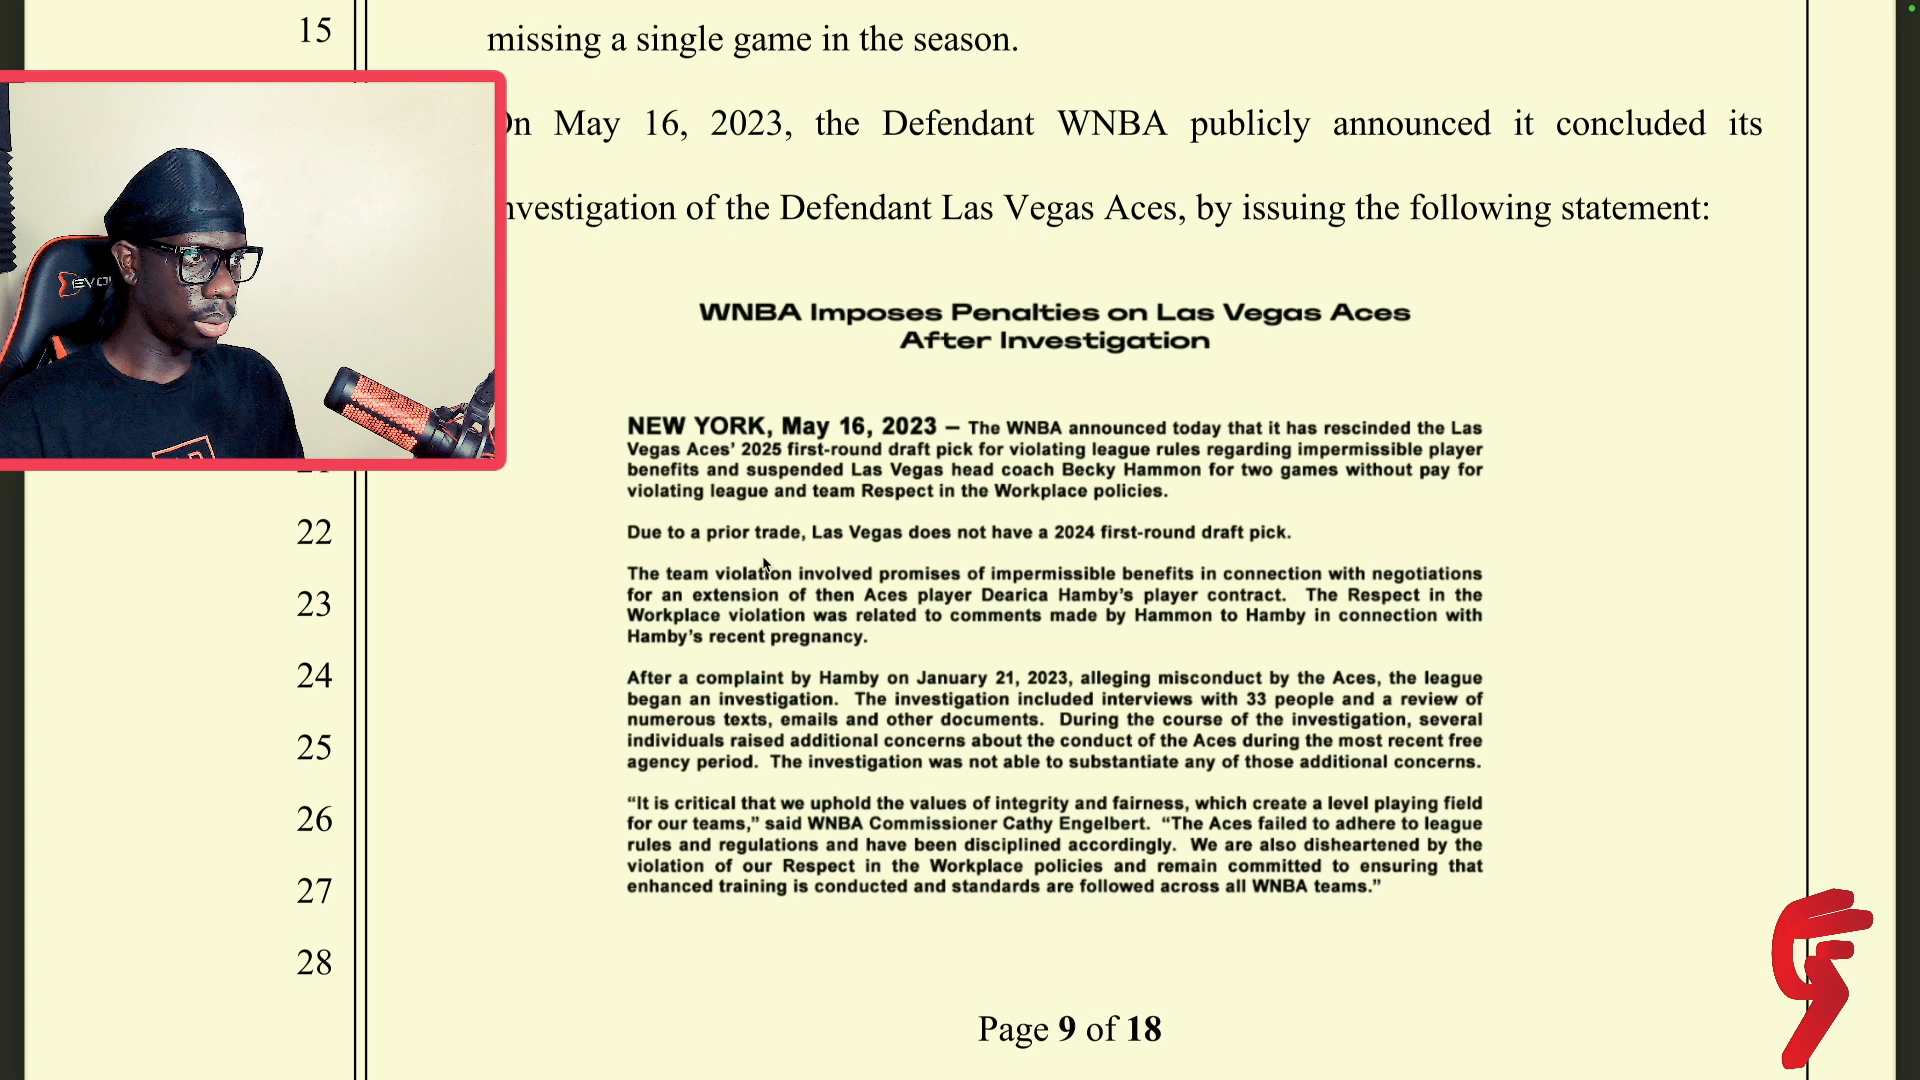 15
missing a single game in the season.
On May 16, 2023, the Defendant WNBA publicly announced it concluded its
nvestigation of the Defendant Las Vegas Aces, by issuing the following statement:
WNBA Imposes Penalties on Las Vegas Aces
After Investigation
NEW YORK, May 16, 2023 – The WNBA announced today that it has rescinded the Las
Vegas Aces’ 2025 first-round draft pick for violating league rules regarding impermissible player
benefits and suspended Las Vegas head coach Becky Hammon for two games without pay for
violating league and team Respect in the Workplace policies.
22
Due to a prior trade, Las Vegas does not have a 2024 first-round draft pick.
The team violation involved promises of impermissible benefits in connection with negotiations
23
for an extension of then Aces player Dearica Hamby’s player contract. The Respect in the
Workplace violation was related to comments made by Hammon to Hamby in connection with
Hamby’s recent pregnancy.
24
After a complaint by Hamby on January 21, 2023, alleging misconduct by the Aces, the league
began an investigation. The investigation included interviews with 33 people and a review of
numerous texts, emails and other documents. During the course of the investigation, several
25
individuals raised additional concerns about the conduct of the Aces during the most recent free
agency period. The investigation was not able to substantiate any of those additional concerns.
“It is critical that we uphold the values of integrity and fairness, which create a level playing field
26
for our teams,” said WNBA Commissioner Cathy Engelbert. “The Aces failed to adhere to league
rules and regulations and have been disciplined accordingly. We are also disheartened by the
violation of our Respect in the Workplace policies and remain committed to ensuring that
27
enhanced training is conducted and standards are followed across all WNBA teams.”
28
Page 9 of 18